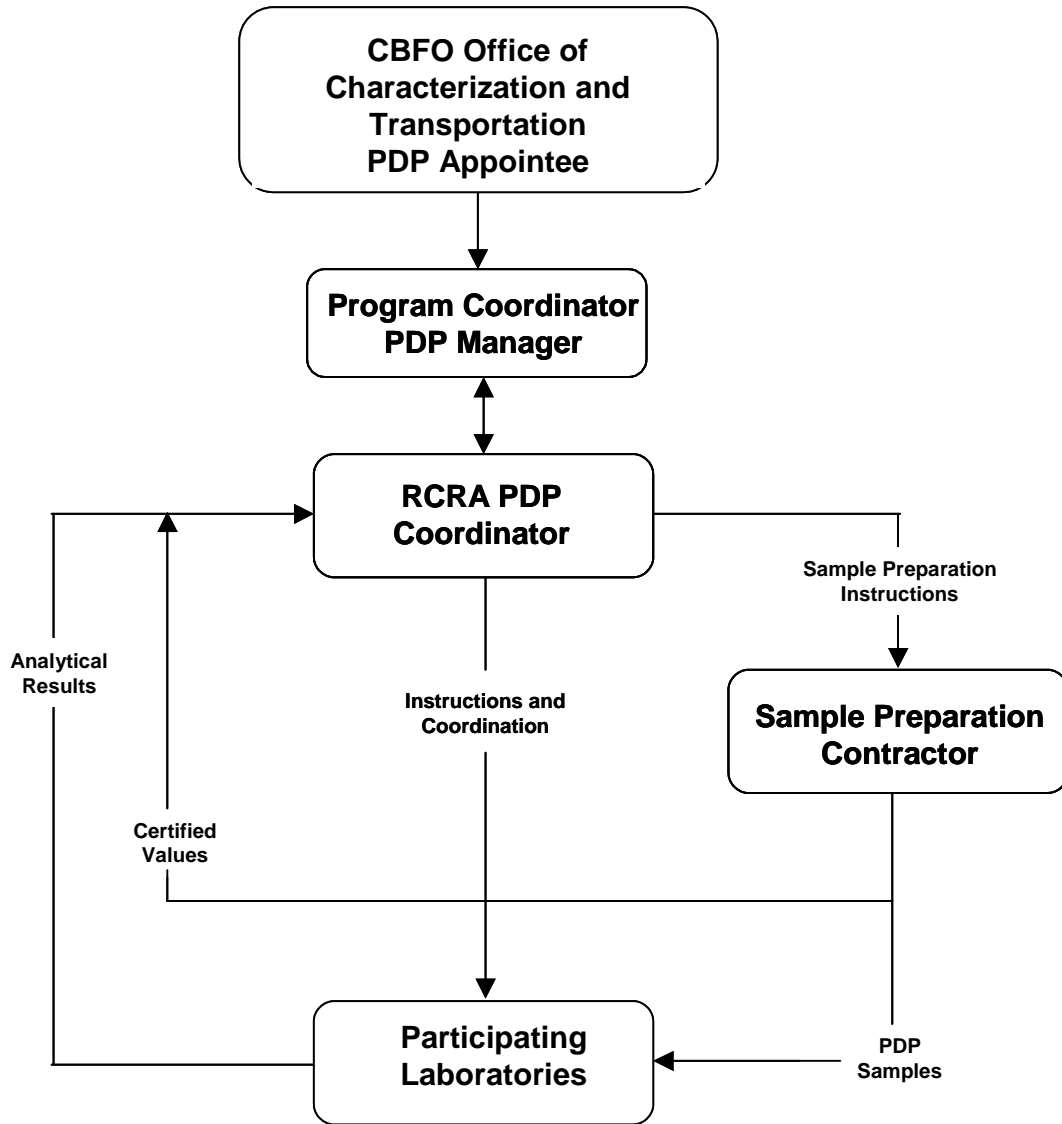 CBFO Office of
Characterization and
Transportation
PDP Appointee
Program Coordinator
PDP Manager
RCRA PDP
Coordinator
Sample Preparation
Instructions
Analytical
Results
Instructions and
Coordination
Sample Preparation
Contractor
Certified
Values
Participating
Laboratories
PDP
Samples